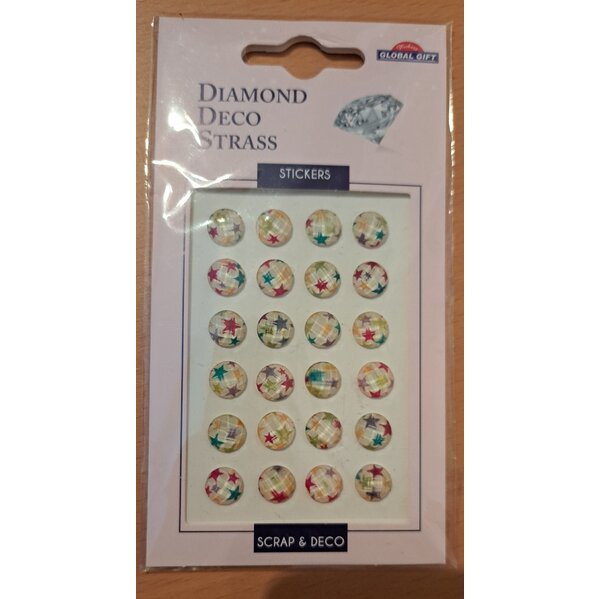 GLOBAL GIFT
DIAMOND
DECO
STRASS
STICKERS
SCRAP & DECO